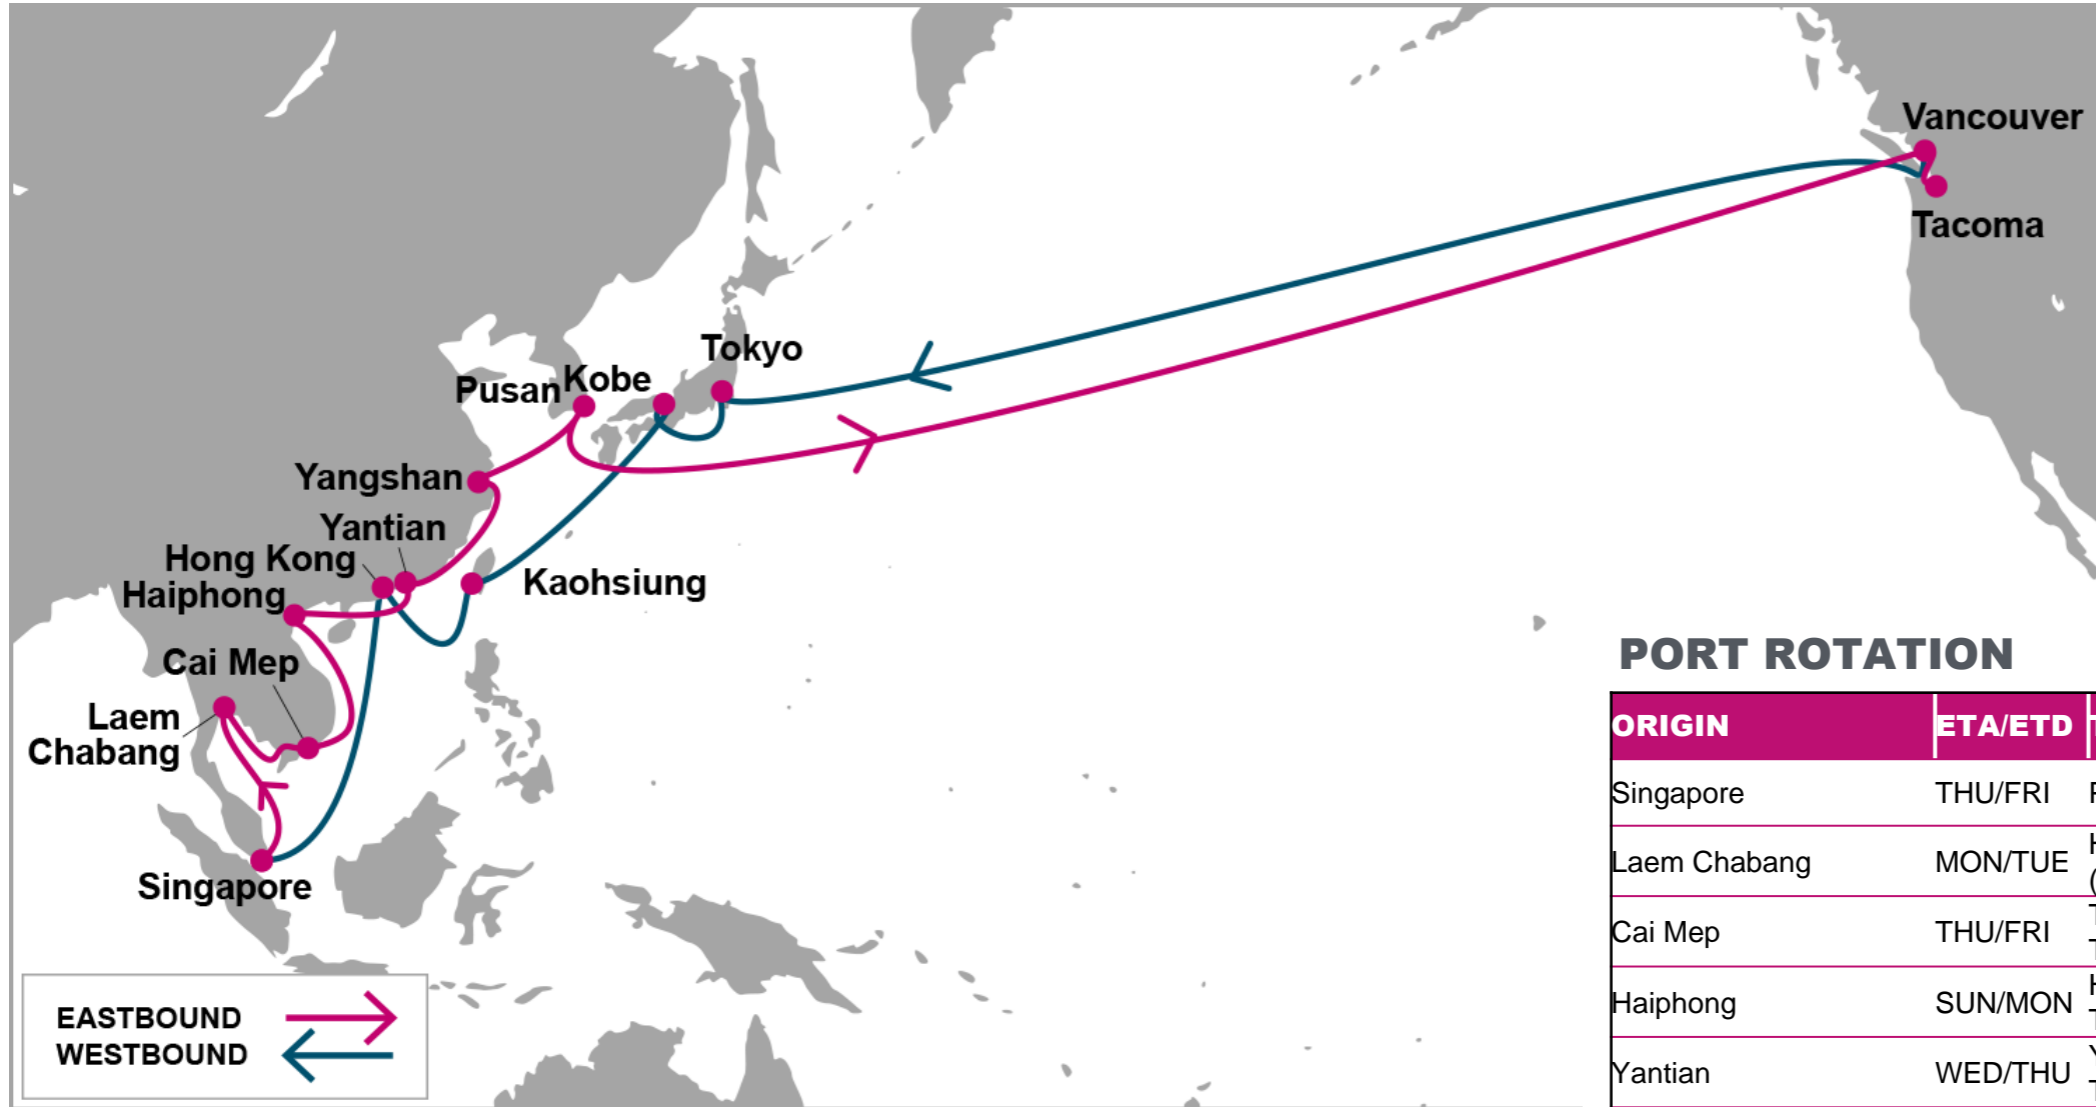 Vancouver
Tacoma
Tokyo
Kobe
Pusan
Yangshan
Yantian
Hong Kong
Haiphong
Kaohsiung
Cai Mep
Laem
Chabang
Singapore
EASTBOUND
WESTBOUND
PORT ROTATION
ORIGIN ETA/ETD
Singapore THU/FRI
Laem Chabang MON/TUE
Cai Mep THU/FRI
Haiphong SUN/MON
Yantian WED/THU